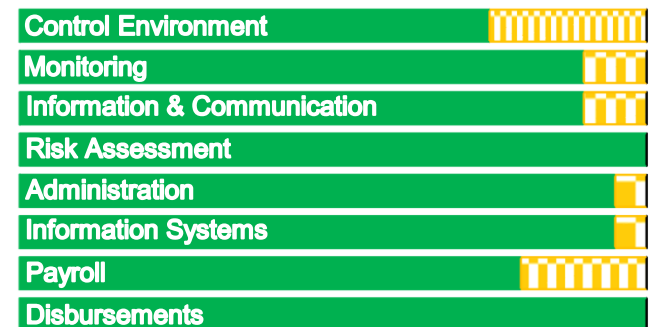 Control Environment
Monitoring
Information & Communication
Risk Assessment
Administration
Information Systems
Payroll
Disbursements